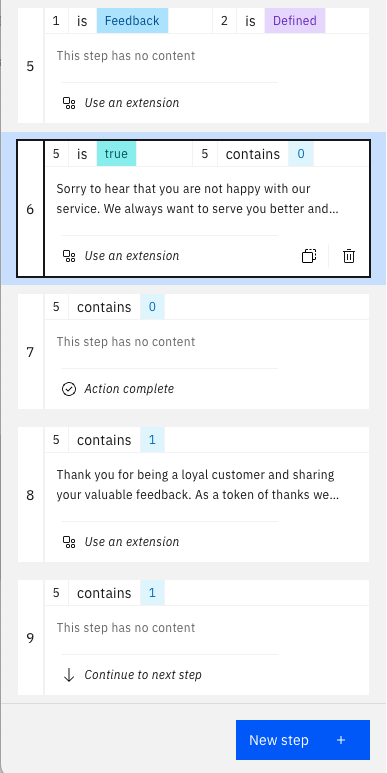 1 is Feedback 2 is Defined
5
This step has no content
Use an extension
5 is true 5 contains 0
6
Sorry to hear that you are not happy with our
service. We always want to serve you better and...
Use an extension
5 contains 0
7
This step has no content
Action complete
5 contains 1
8
Thank you for being a loyal customer and sharing
your valuable feedback. As a token of thanks we...
Use an extension
5 contains 1
9
This step has no content
Continue to next step
New step +